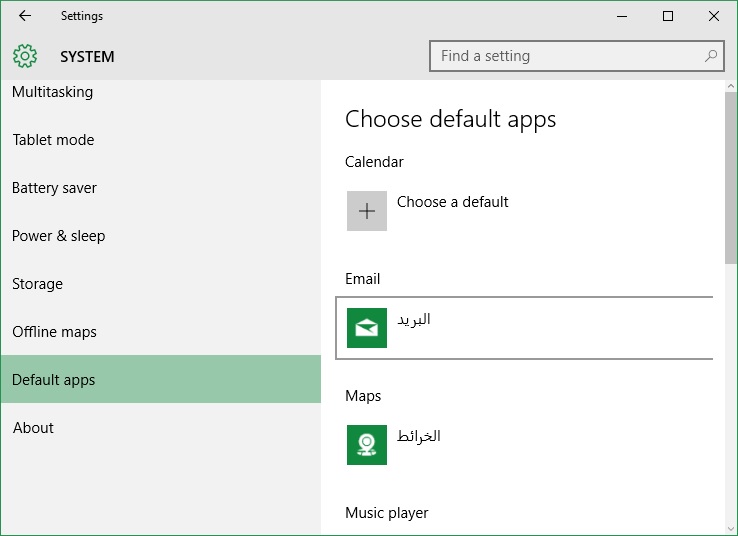 Settings
SYSTEM
Find a setting
Multitasking
Tablet mode
Battery saver
Power & sleep
Storage
Offline maps
Default apps
About
Choose default apps
Calendar
Choose a default
Email
البريد
Maps
الخرائط
Music player